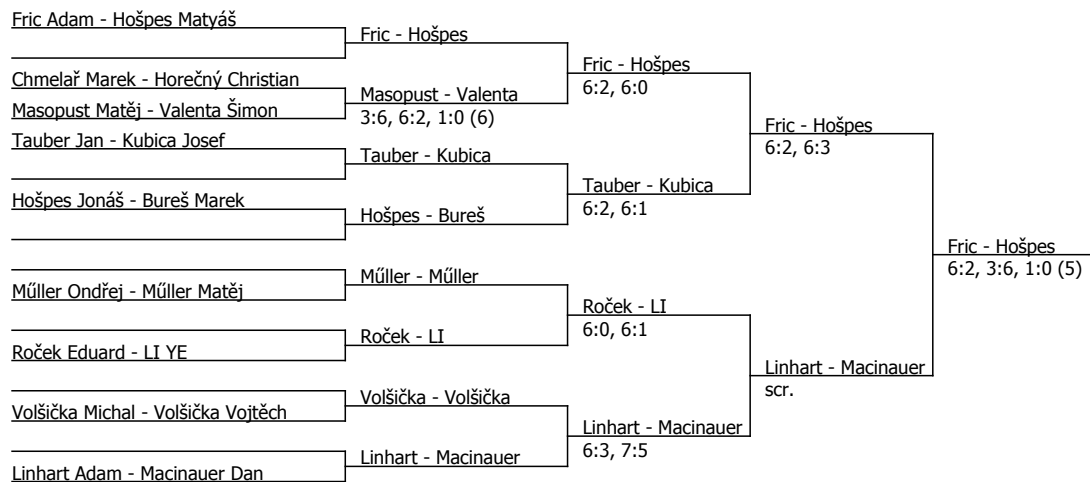 Fric Adam - Hošpes Matyáš
Fric - Hošpes
Fric - Hošpes
6:2, 6:0
Chmelař Marek - Horečný Christian
Masopust - Valenta
3:6, 6:2, 1:0 (6)
Masopust Matěj - Valenta Šimon
Fric - Hošpes
6:2, 6:3
Tauber Jan - Kubica Josef
Tauber - Kubica
Tauber - Kubica
6:2, 6:1
Hošpes Jonáš - Bureš Marek
Hošpes - Bureš
Fric - Hošpes
6:2, 3:6, 1:0 (5)
Műller - Műller
Műller Ondřej - Műller Matěj
Roček - LI
6:0, 6:1
Roček - LI
Roček Eduard - LI YE
Linhart - Macinauer
scr.
Volšička - Volšička
Volšička Michal - Volšička Vojtěch
Linhart - Macinauer
6:3, 7:5
Linhart - Macinauer
Linhart Adam - Macinauer Dan